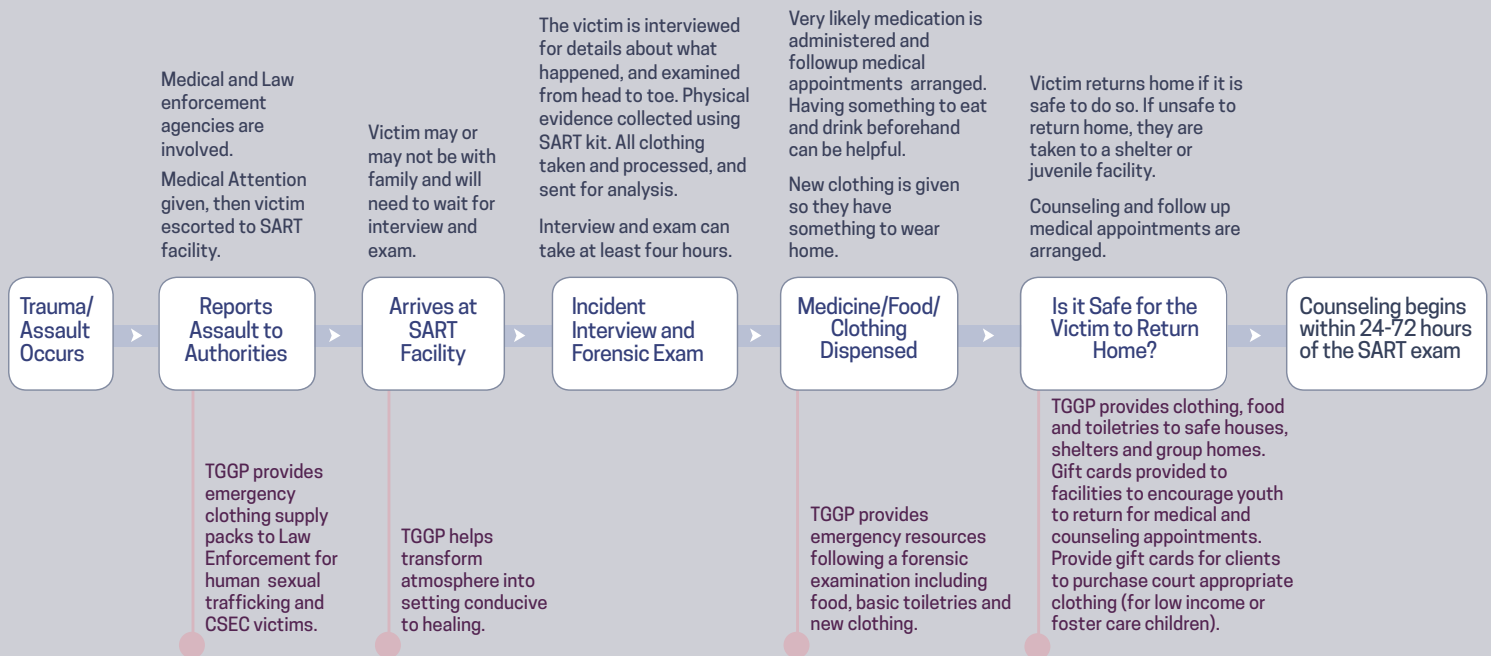 Medical and Law
enforcement
agencies are
involved.
Medical Attention
given, then victim
escorted to SART
facility.
Victim may or
may not be with
family and will
need to wait for
interview and
exam.
The victim is interviewed
for details about what
happened, and examined
from head to toe. Physical
evidence collected using
SART kit. All clothing
taken and processed, and
sent for analysis.
Interview and exam can
take at least four hours.
Very likely medication is
administered and
followup medical
appointments arranged.
Having something to eat
and drink beforehand
can be helpful.
New clothing is given
so they have
something to wear
home.
Victim returns home if it is
safe to do so. If unsafe to
return home, they are
taken to a shelter or
juvenile facility.
Counseling and follow up
medical appointments are
arranged.
Trauma/
Assault
Occurs
Reports
Assault to
Authorities
Arrives at
SART
Facility
Incident
Interview and
Forensic Exam
Medicine/Food/
Clothing
Dispensed
Is it Safe for the
Victim to Return
Home?
Counseling begins
within 24-72 hours
of the SART exam
TGGP provides
emergency
clothing supply
packs to Law
Enforcement for
human sexual
trafficking and
CSEC victims.
TGGP helps
transform
atmosphere into
setting conducive
to healing.
TGGP provides
emergency resources
following a forensic
examination including
food, basic toiletries and
new clothing.
TGGP provides clothing, food
and toiletries to safe houses,
shelters and group homes.
Gift cards provided to
facilities to encourage youth
to return for medical and
counseling appointments.
Provide gift cards for clients
to purchase court appropriate
clothing (for low income or
foster care children).